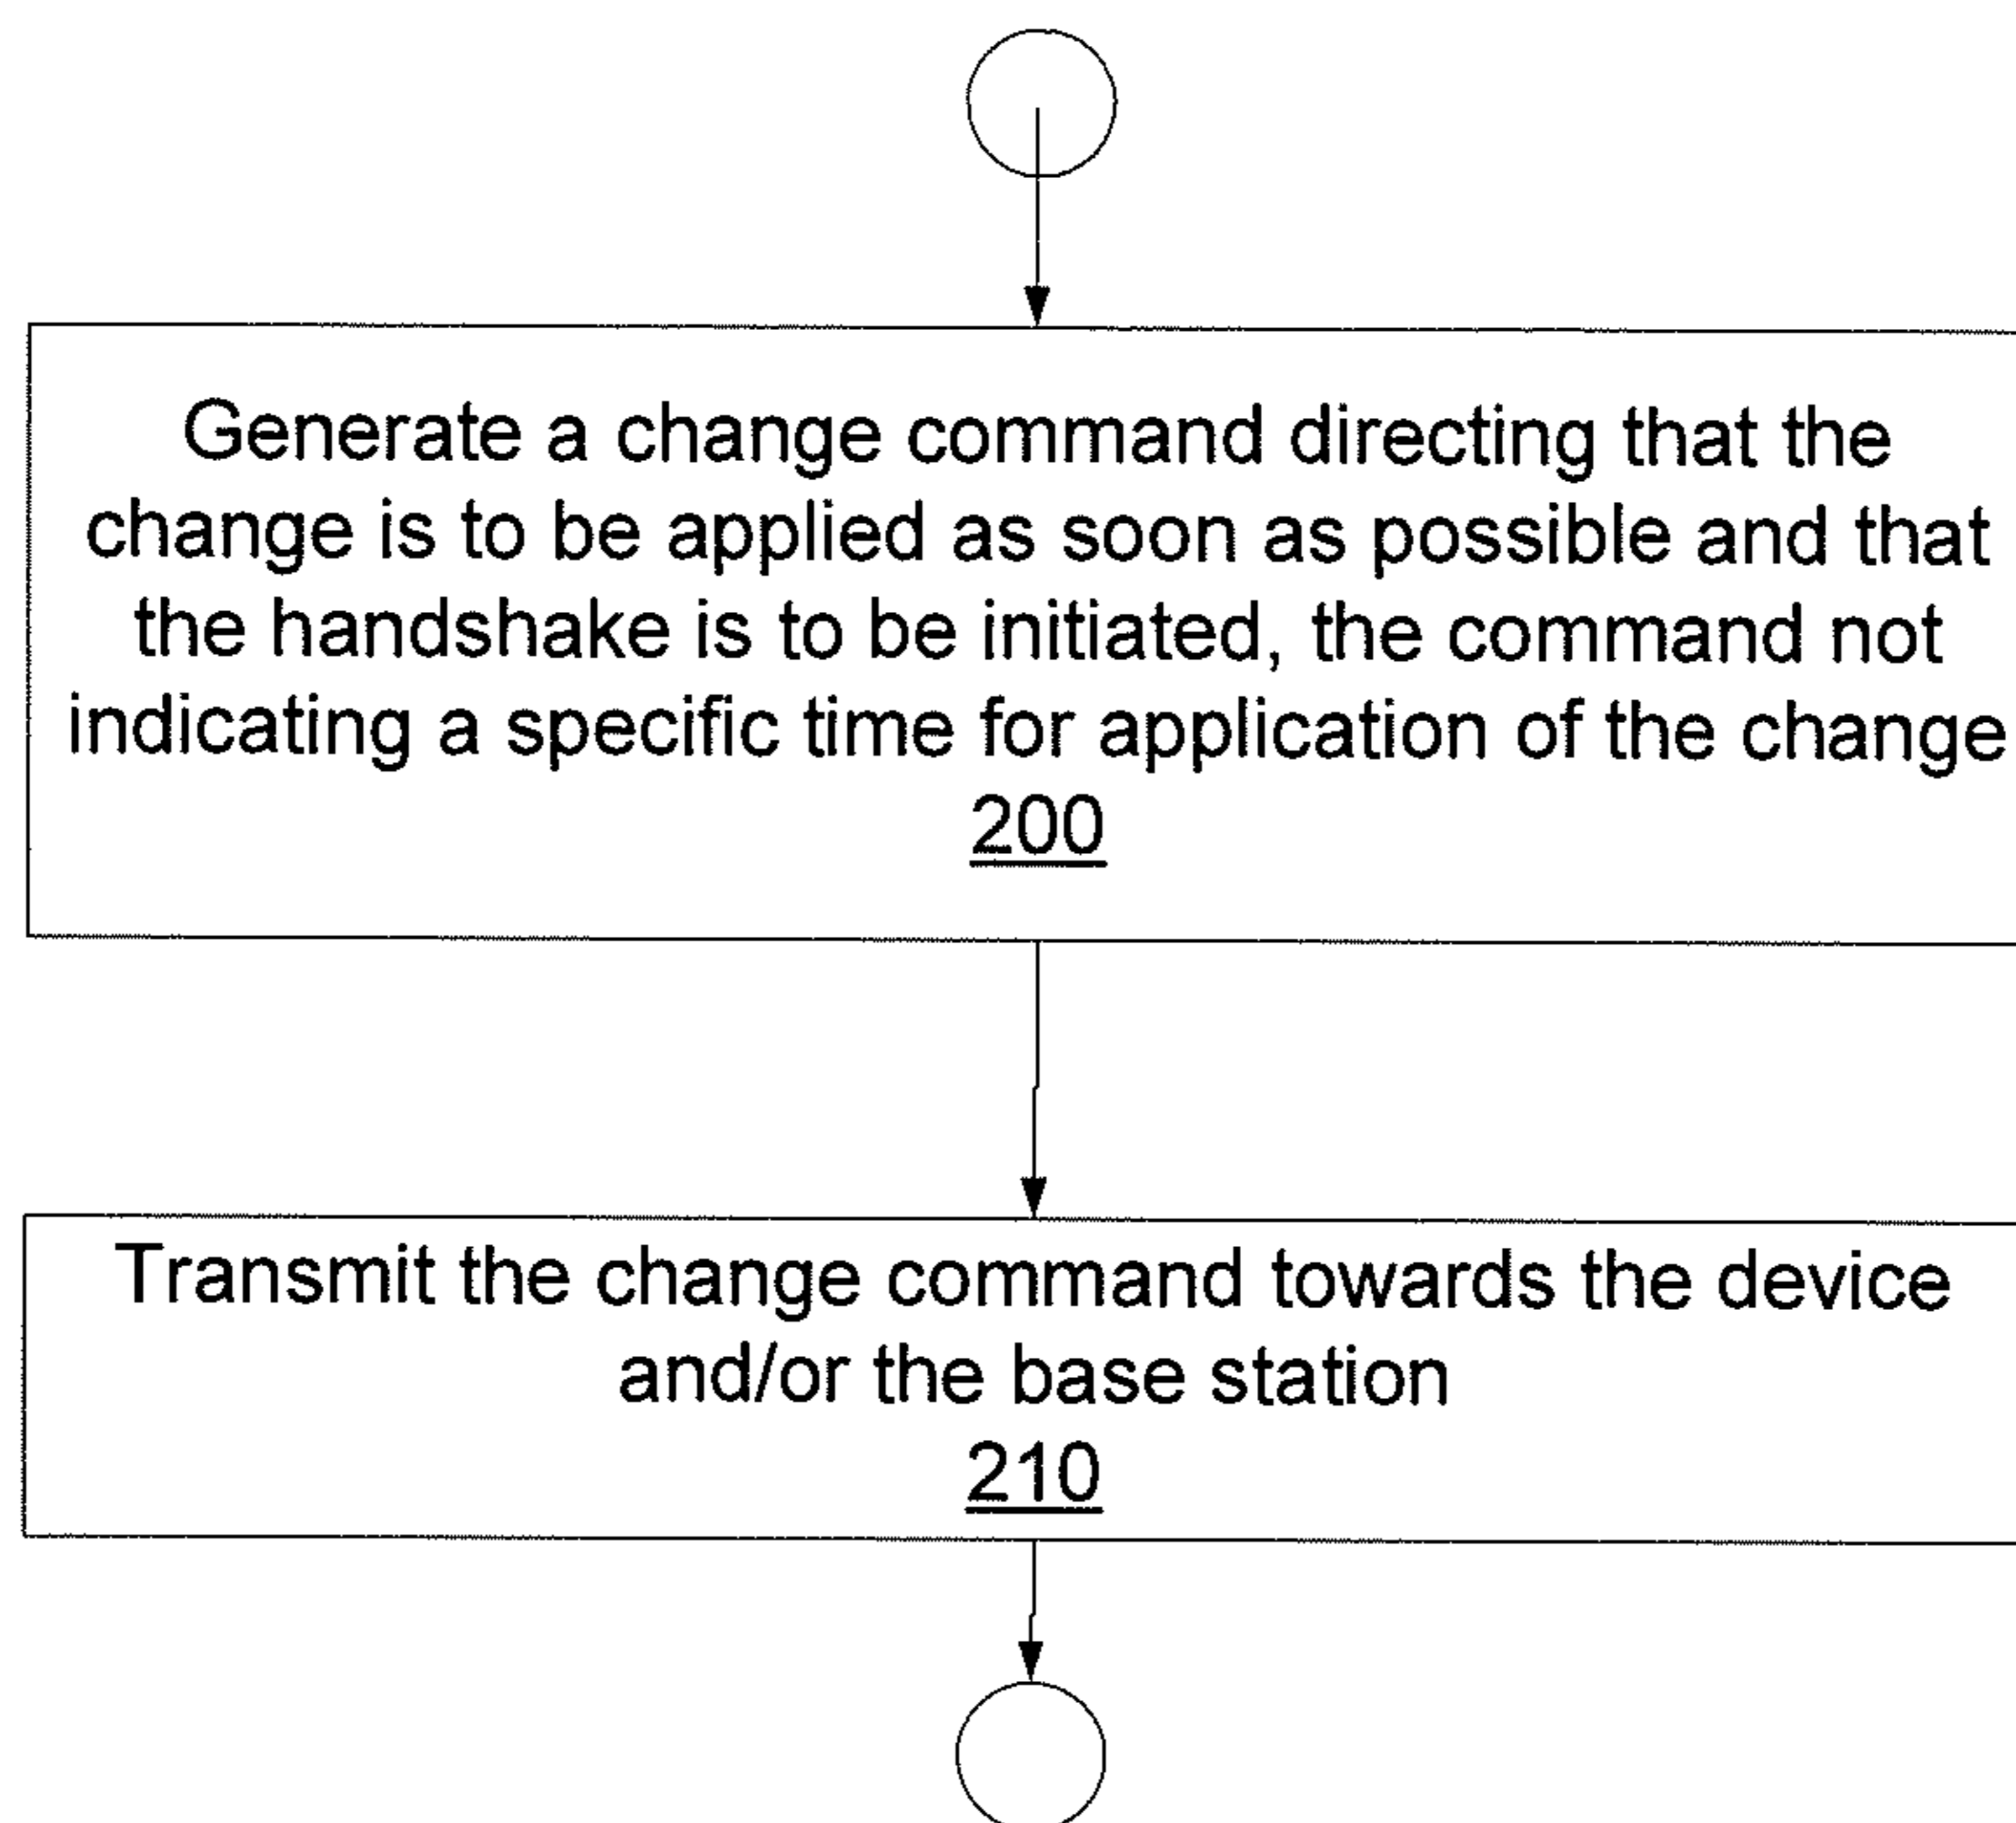 Generate a change command directing that the
change is to be applied as soon as possible and that
the handshake is to be initiated, the command not
indicating a specific time for application of the change
200
Transmit the change command towards the device
and/or the base station
210